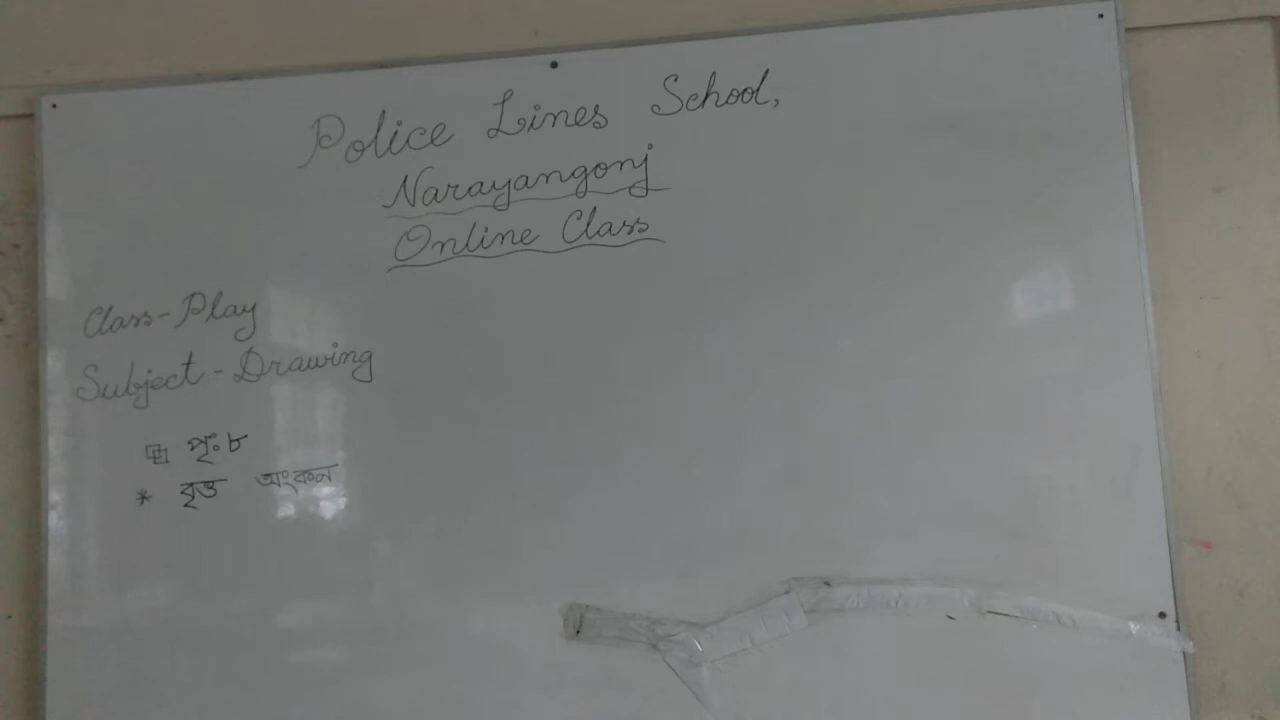 Police Lines School,
Narayangonj
Online Class
Class-Play
Subject-Drawing
পৃঃ ৮
* বৃত্ত অংকন